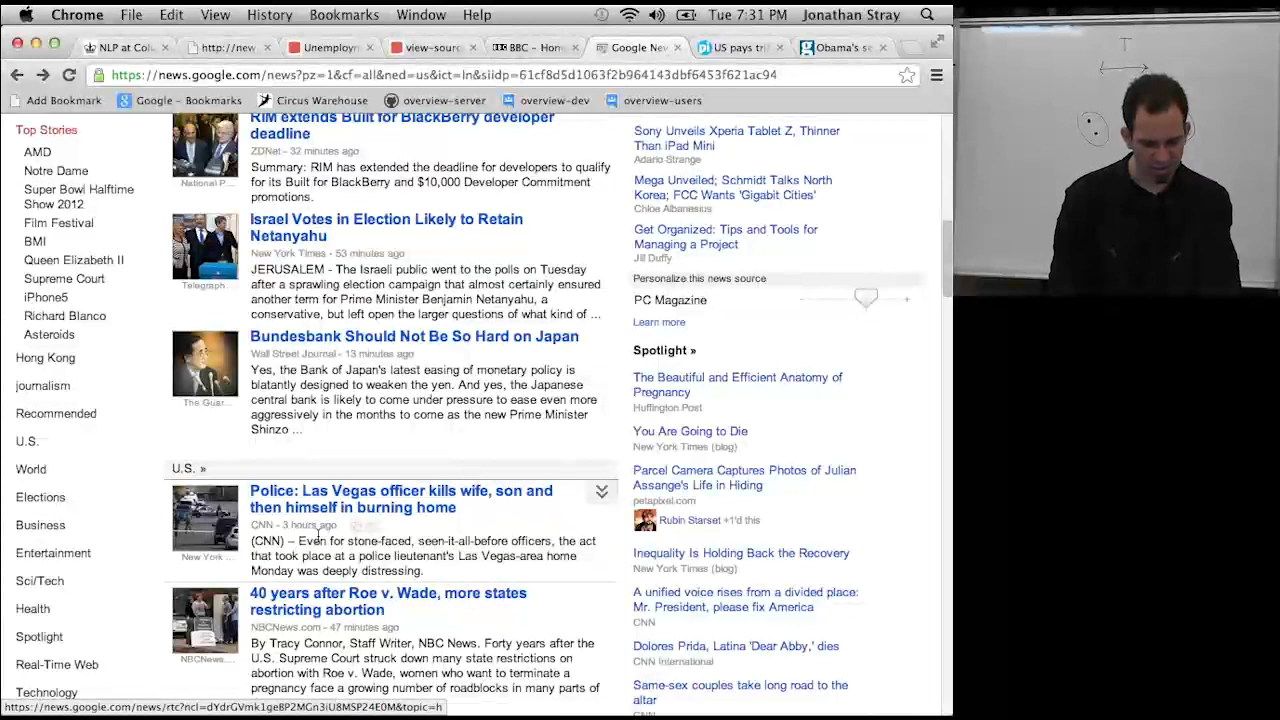 Chrome File Edit View History Bookmarks Window Help Tue 7:31 PM Jonathan Stray
NLP at Colu
http://new
Unemploym
view-sourc
BBC – Hom
Google Nev
US pays tri
Obama's se
https://news.google.com/news?pz=1&cf=all&ned=us&ict=ln&siidp=61cf8d5d1063f2b964143dbf6453f621ac94
Add Bookmark
Google – Bookmarks
Circus Warehouse
overview-server
overview-dev
overview-users
Top Stories
AMD
Notre Dame
Super Bowl Halftime
Show 2012
Film Festival
BMI
Queen Elizabeth II
Supreme Court
iPhone5
Richard Blanco
Asteroids
Hong Kong
journalism
Recommended
U.S.
World
Elections
Business
Entertainment
Sci/Tech
Health
Spotlight
Real-Time Web
Technology
RIM extends Built for BlackBerry developer
deadline
ZDNet - 32 minutes ago
Summary: RIM has extended the deadline for developers to qualify
for its Built for BlackBerry and $10,000 Developer Commitment
promotions.
National P...
Israel Votes in Election Likely to Retain
Netanyahu
New York Times - 53 minutes ago
JERUSALEM - The Israeli public went to the polls on Tuesday
after a sprawling election campaign that almost certainly ensured
another term for Prime Minister Benjamin Netanyahu, a
conservative, but left open the larger questions of what kind of ...
Telegraph
Bundesbank Should Not Be So Hard on Japan
Wall Street Journal - 13 minutes ago
Yes, the Bank of Japan's latest easing of monetary policy is
blatantly designed to weaken the yen. And yes, the Japanese
central bank is likely to come under pressure to ease even more
aggressively in the months to come as the new Prime Minister
Shinzo ...
The Guar...
U.S. »
Police: Las Vegas officer kills wife, son and
then himself in burning home
CNN - 3 hours ago
(CNN) – Even for stone-faced, seen-it-all-before officers, the act
that took place at a police lieutenant's Las Vegas-area home
Monday was deeply distressing.
New York ...
40 years after Roe v. Wade, more states
restricting abortion
NBCNews.com - 47 minutes ago
By Tracy Connor, Staff Writer, NBC News. Forty years after the
U.S. Supreme Court struck down many state restrictions on
abortion with Roe v. Wade, women who want to terminate a
pregnancy face a growing number of roadblocks in many parts of
NBCNews...
Sony Unveils Xperia Tablet Z, Thinner
Than iPad Mini
Adario Strange
Mega Unveiled; Schmidt Talks North
Korea; FCC Wants 'Gigabit Cities'
Chloe Albanesius
Get Organized: Tips and Tools for
Managing a Project
Jill Duffy
Personalize this news source
PC Magazine - +
Learn more
Spotlight »
The Beautiful and Efficient Anatomy of
Pregnancy
Huffington Post
You Are Going to Die
New York Times (blog)
Parcel Camera Captures Photos of Julian
Assange's Life in Hiding
petapixel.com
Rubin Starset +1'd this
Inequality Is Holding Back the Recovery
New York Times (blog)
A unified voice rises from a divided place:
Mr. President, please fix America
CNN
Dolores Prida, Latina 'Dear Abby,' dies
CNN International
Same-sex couples take long road to the
altar
https://news.google.com/news/rtc?ncl=dYdrGVmk1geBP2MGn3iU8MSP24E0M&topic=h
T